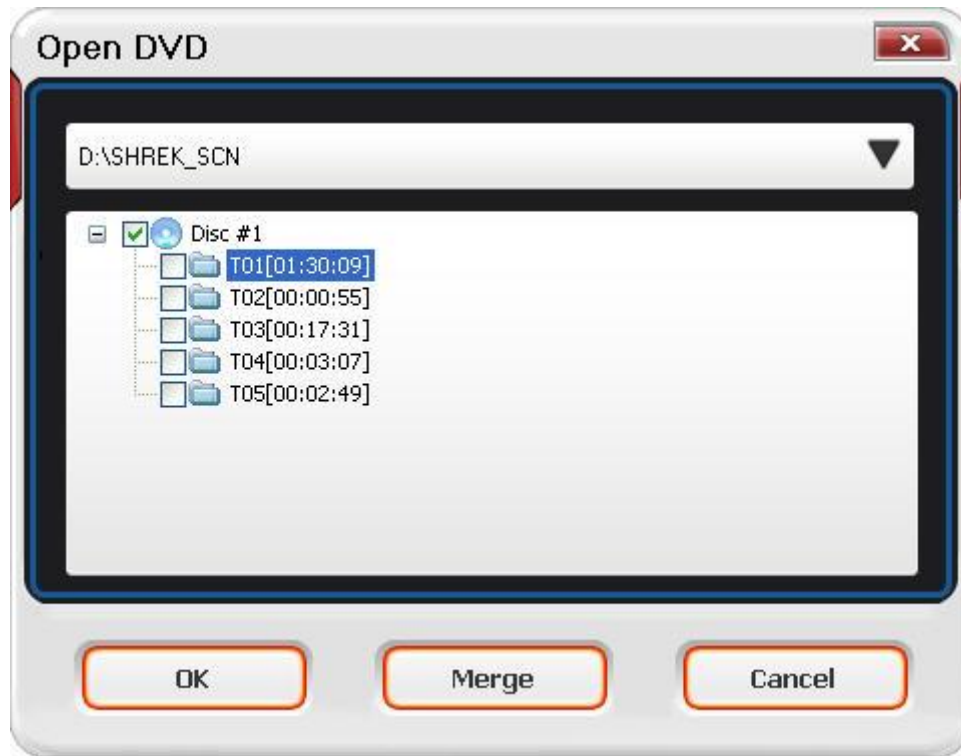 Open DVD
D:\SHREK_SCN
Disc #1
T01[01:30:09]
T02[00:00:55]
T03[00:17:31]
T04[00:03:07]
T05[00:02:49]
OK Merge Cancel